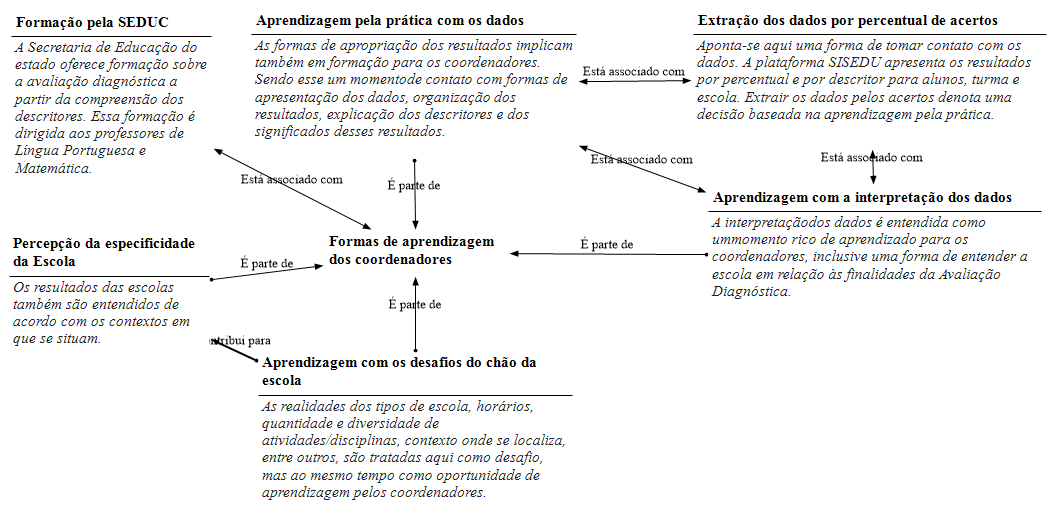 Formação pela SEDUC
A Secretaria de Educação do
estado oferece formação sobre
a avaliação diagnóstica a
partir da compreensão dos
descritores. Essa formação é
dirigida aos professores de
Língua Portuguesa e
Matemática.
Aprendizagem pela prática com os dados
As formas de apropriação dos resultados implicam
também em formação para os coordenadores.
Sendo esse um momentode contato com formas de
apresentação dos dados, organização dos
resultados, explicação dos descritores e dos
significados desses resultados.
Está associado com
Extração dos dados por percentual de acertos
Aponta-se aqui uma forma de tomar contato com os
dados. A plataforma SISEDU apresenta os resultados
por percentual e por descritor para alunos, turma e
escola. Extrair os dados pelos acertos denota uma
decisão baseada na aprendizagem pela prática.
Está associado com
É parte de
Está associado com
Está associado com
Aprendizagem com a interpretação dos dados
A interpretaçãodos dados é entendida como
ummomento rico de aprendizado para os
coordenadores, inclusive uma forma de entender a
escola em relação às finalidades da Avaliação
Diagnóstica.
Percepção da especificidade
da Escola
Os resultados das escolas
também são entendidos de
acordo com os contextos em
que se situam.
É parte de
Formas de aprendizagem
dos coordenadores
É parte de
É parte de
ntribui para
Aprendizagem com os desafios do chão da
escola
As realidades dos tipos de escola, horários,
quantidade e diversidade de
atividades/disciplinas, contexto onde se localiza,
entre outros, são tratadas aqui como desafio,
mas ao mesmo tempo como oportunidade de
aprendizagem pelos coordenadores.